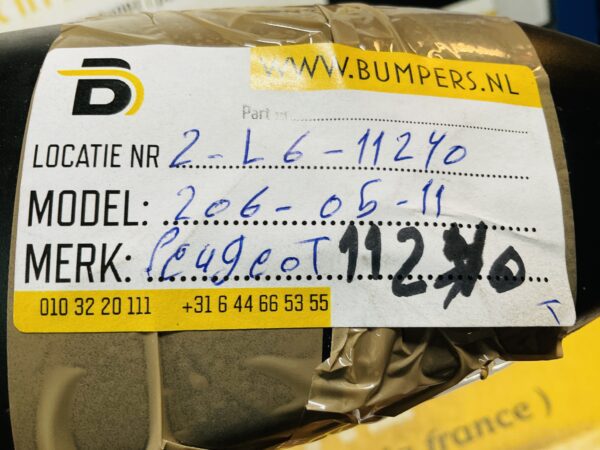 WWW.BUMPERS.NL
Part nr
LOCATIE NR 2-L6-11240
MODEL: 206-05-11
MERK: Peugeot 11240
010 32 20 111 +31 6 44 66 53 55
T
france )